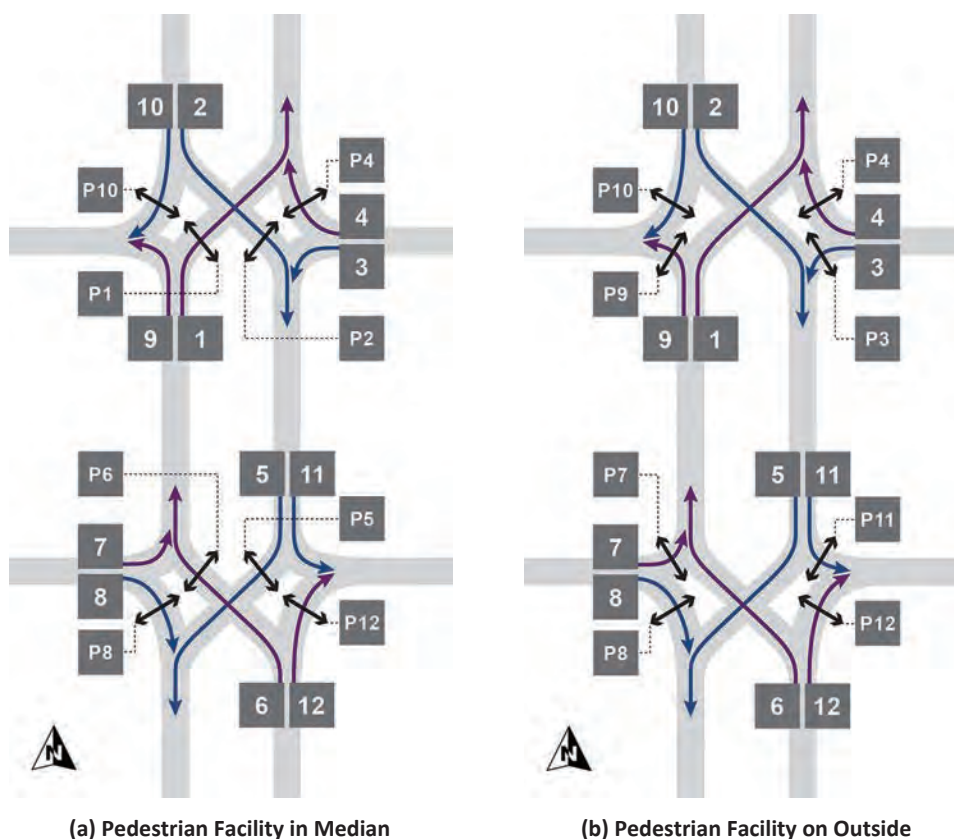 10 2
P10
P4
4
3
P1
9 1
P2
P6
5 11
P5
7
8
P8
P12
6 12
N
(a) Pedestrian Facility in Median
10 2
P10
P4
4
3
P9
9 1
P3
P7
5 11
P11
7
8
P8
P12
6 12
N
(b) Pedestrian Facility on Outside